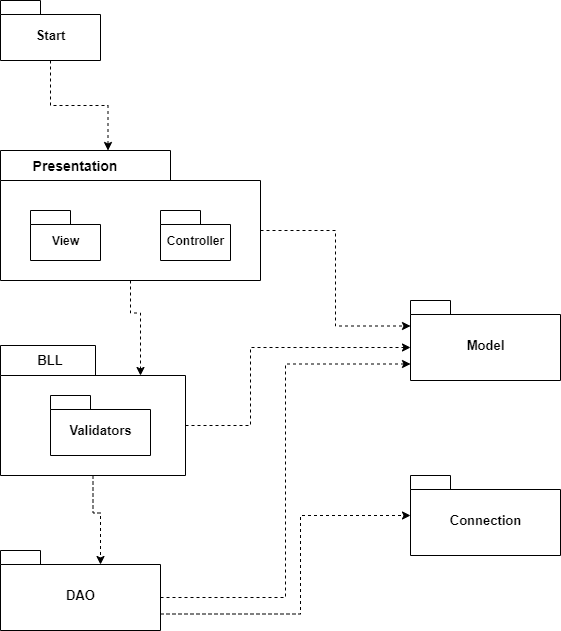 Start
Presentation
View
Controller
Model
BLL
Validators
Connection
DAO